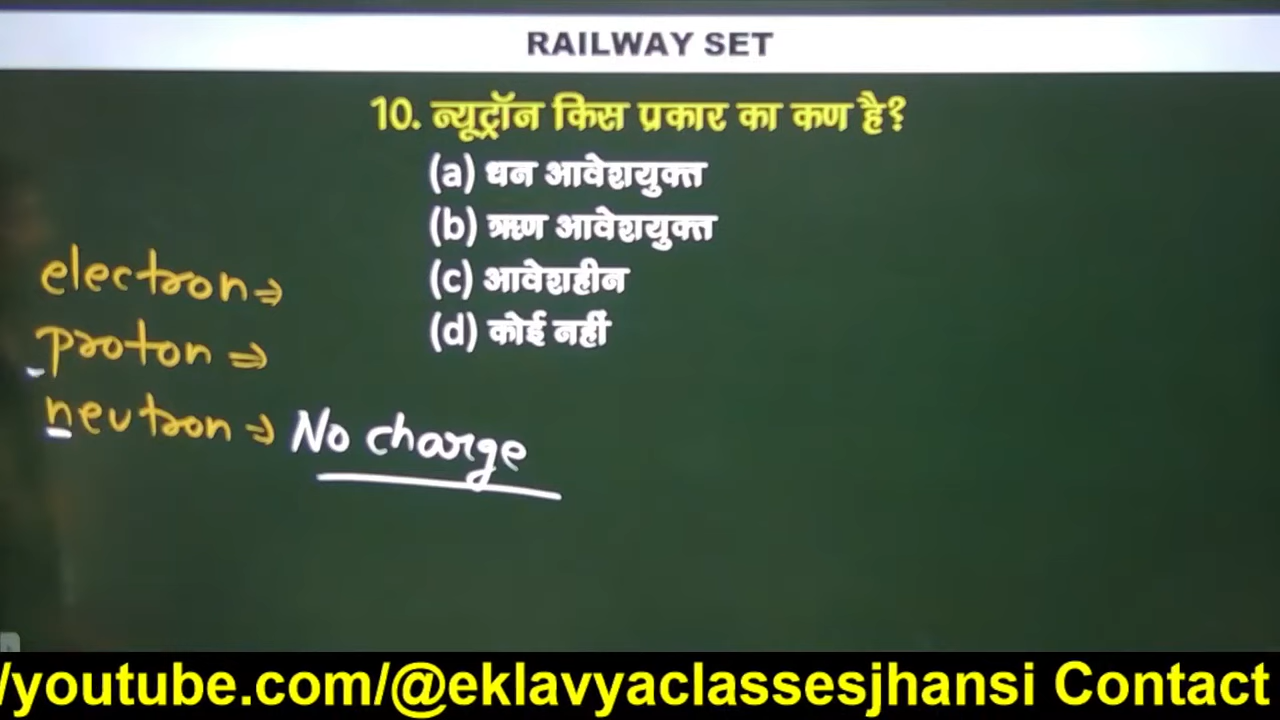 RAILWAY SET
10. न्यूट्रॉन किस प्रकार का कण है?
(a) धन आवेशयुक्त
(b) ऋण आवेशयुक्त
(c) आवेशहीन
(d) कोई नहीं
electron ⇒
proton ⇒
neutron ⇒ No charge
/youtube.com/@eklavyaclassesjhansi Contact